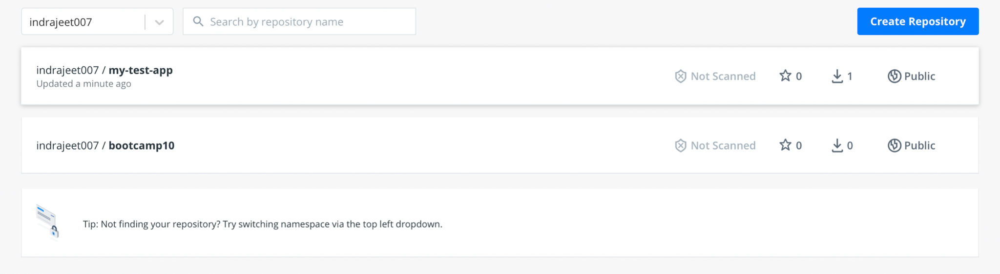 indrajeet007
Search by repository name
Create Repository
indrajeet007 / my-test-app
Updated a minute ago
Not Scanned
0
1
Public
indrajeet007 / bootcamp10
Not Scanned
0
0
Public
Tip: Not finding your repository? Try switching namespace via the top left dropdown.